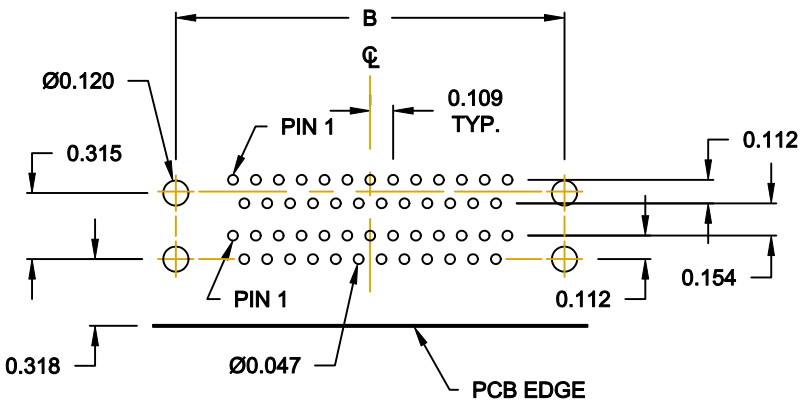 B
℄
Ø0.120
0.109
TYP.
PIN 1
0.112
0.315
0.154
PIN 1
0.112
0.318
Ø0.047
PCB EDGE